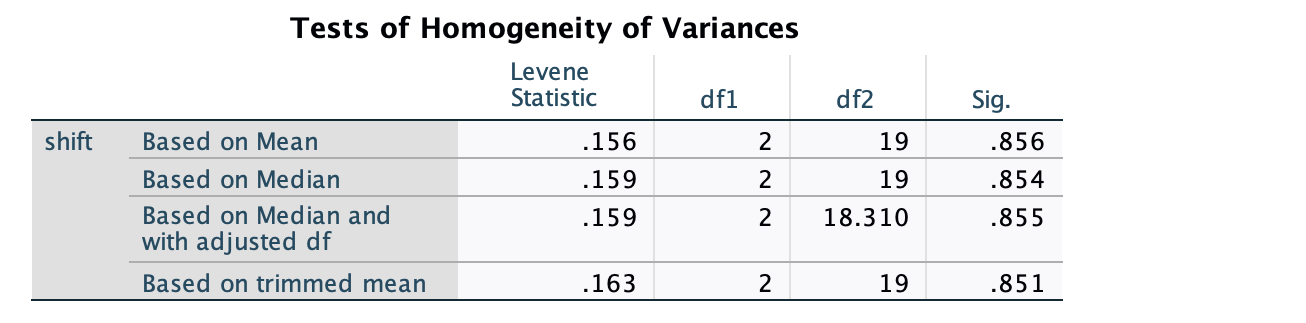 Tests of Homogeneity of Variances
Levene
Statistic df1 df2 Sig.
shift Based on Mean .156 2 19 .856
Based on Median .159 2 19 .854
Based on Median and
with adjusted df .159 2 18.310 .855
Based on trimmed mean .163 2 19 .851